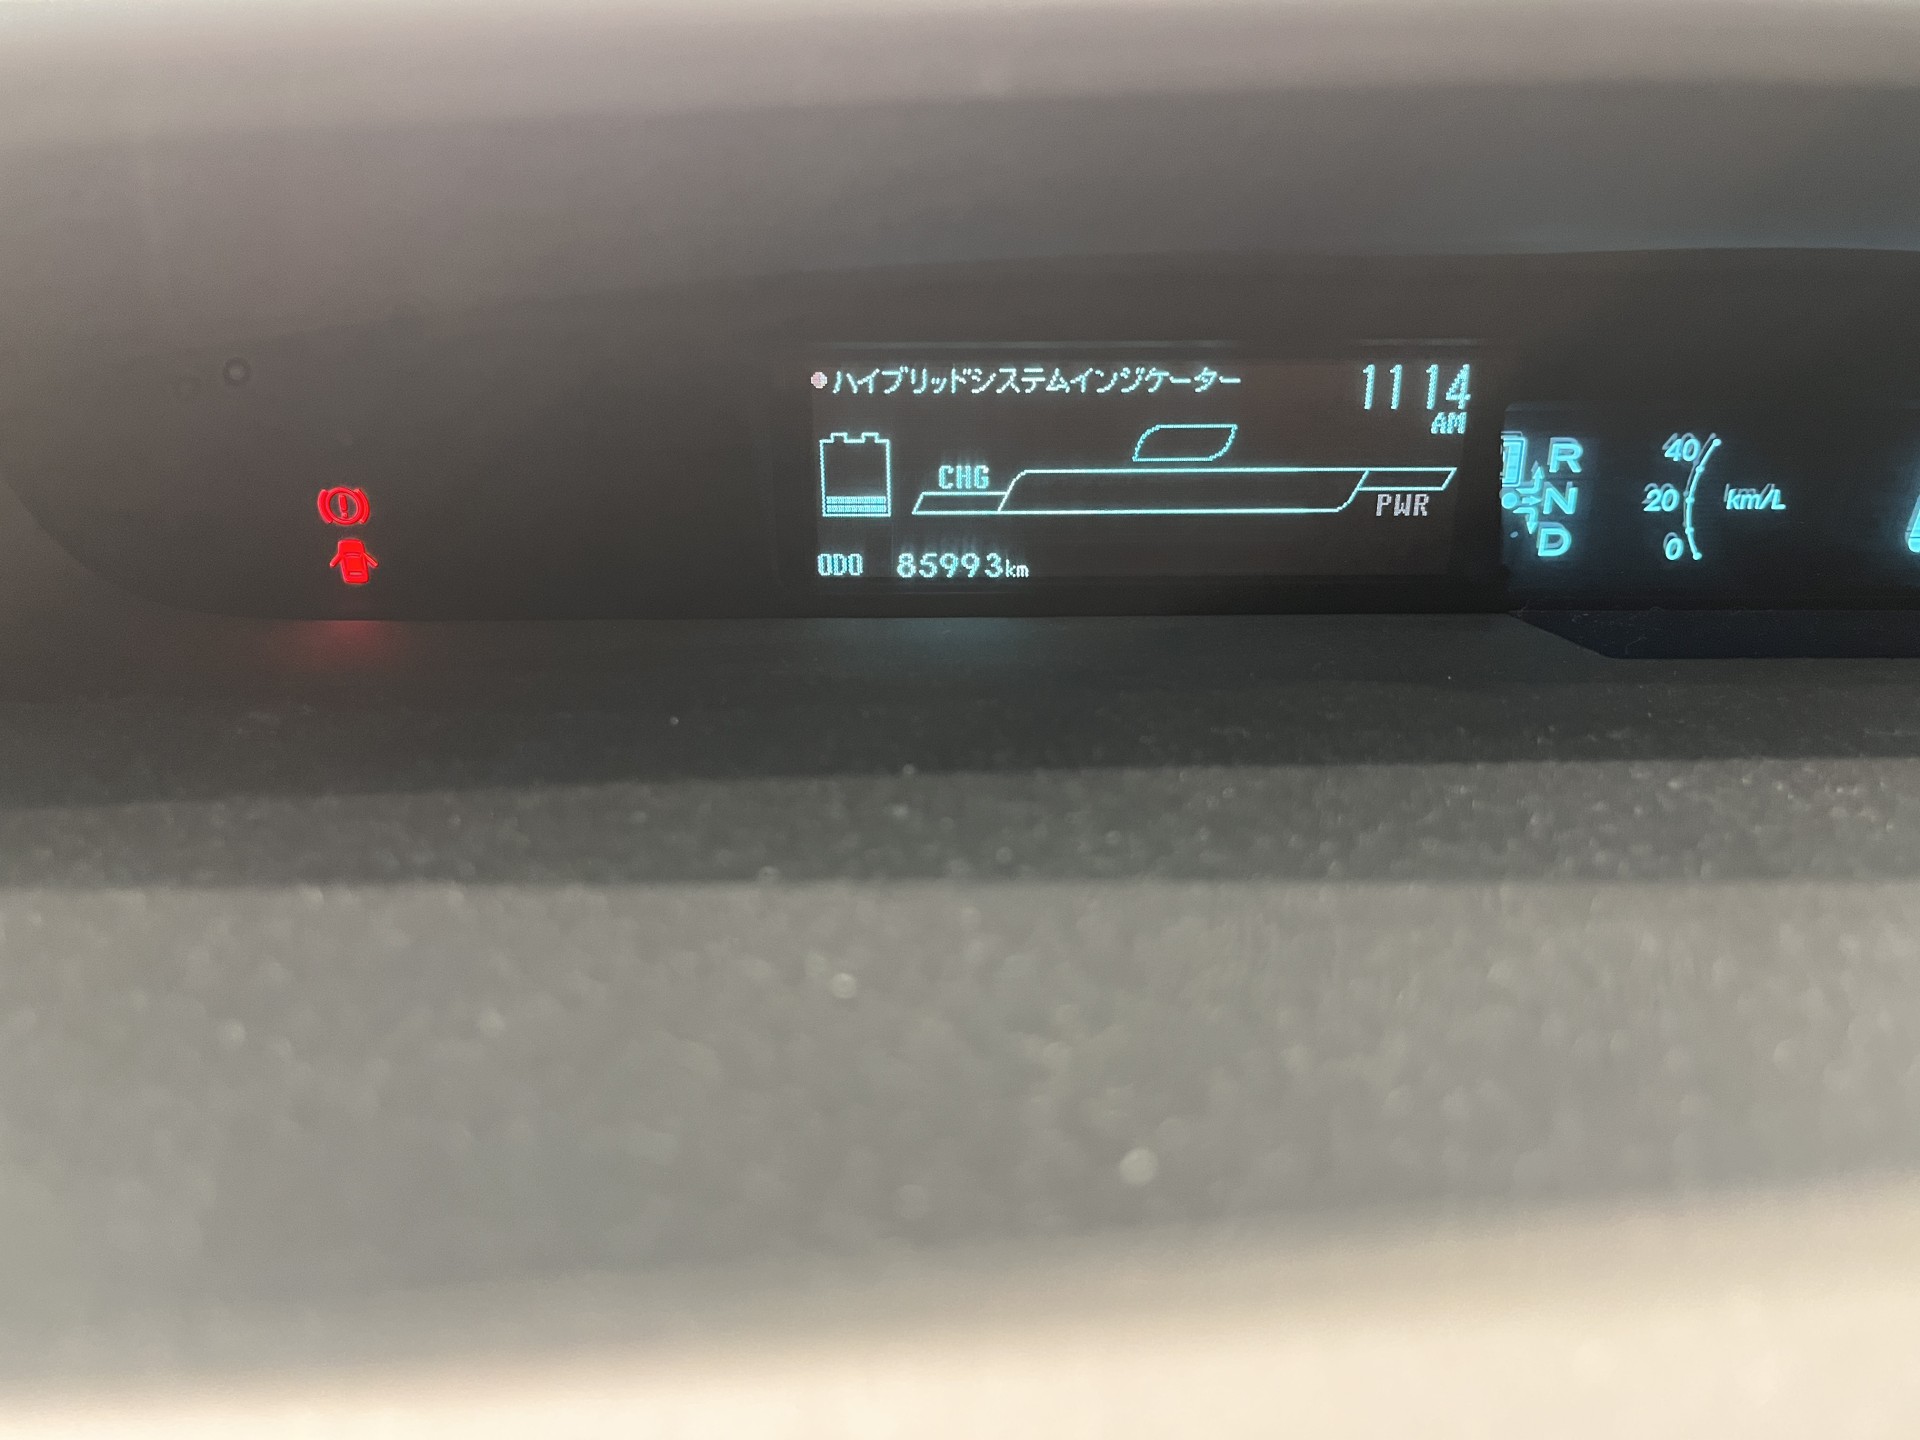 ハイブリッドシステムインジケーター
11 14
AM
CHG
PWR
ODO 85993km
R
N
D
40
20
0
km/L